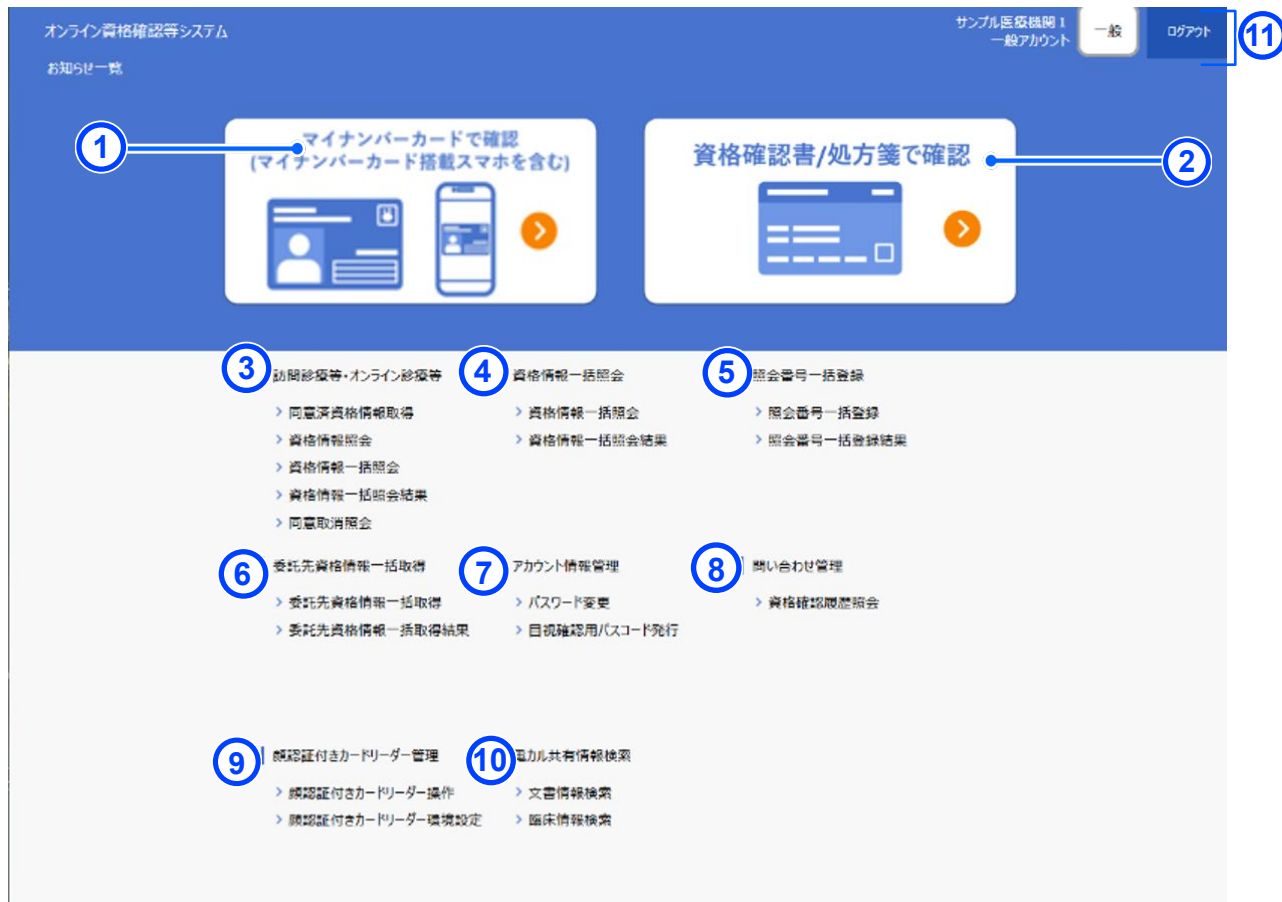 オンライン資格確認等システム
サンプル医療機関1
一般アカウント
一般
ログアウト
11
お知らせ一覧
1
マイナンバーカードで確認
(マイナンバーカード搭載スマホを含む)
資格確認書/処方箋で確認
2
3
訪問診療等・オンライン診療等
同意済資格情報取得
資格情報照会
資格情報一括照会
資格情報一括照会結果
同意取消照会
4
資格情報一括照会
資格情報一括照会
資格情報一括照会結果
5
照会番号一括登録
照会番号一括登録
照会番号一括登録結果
6
委託先資格情報一括取得
委託先資格情報一括取得
委託先資格情報一括取得結果
7
アカウント情報管理
パスワード変更
目視確認用パスコード発行
8
問い合わせ管理
資格確認履歴照会
9
顔認証付きカードリーダー管理
顔認証付きカードリーダー操作
顔認証付きカードリーダー環境設定
10
電カル共有情報検索
文書情報検索
臨床情報検索